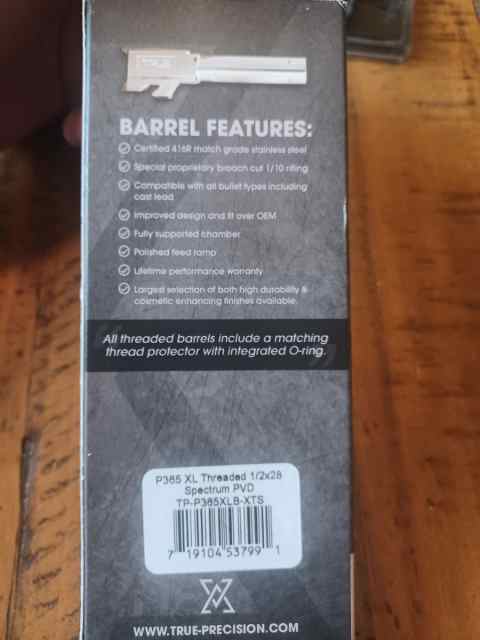 BARREL FEATURES:
Certified 416R match grade stainless steel
Special proprietary broach cut 1/10 rifling
Compatible with all bullet types including
cast lead
Improved design and fit over OEM
Fully supported chamber
Polished feed ramp
Lifetime performance warranty
Largest selection of both high durability &
cosmetic enhancing finishes available.
All threaded barrels include a matching
thread protector with integrated O-ring.
P365 XL Threaded 1/2x28
Spectrum PVD
TP-P365XLB-XTS
7 19104 53799 1
WWW.TRUE-PRECISION.COM